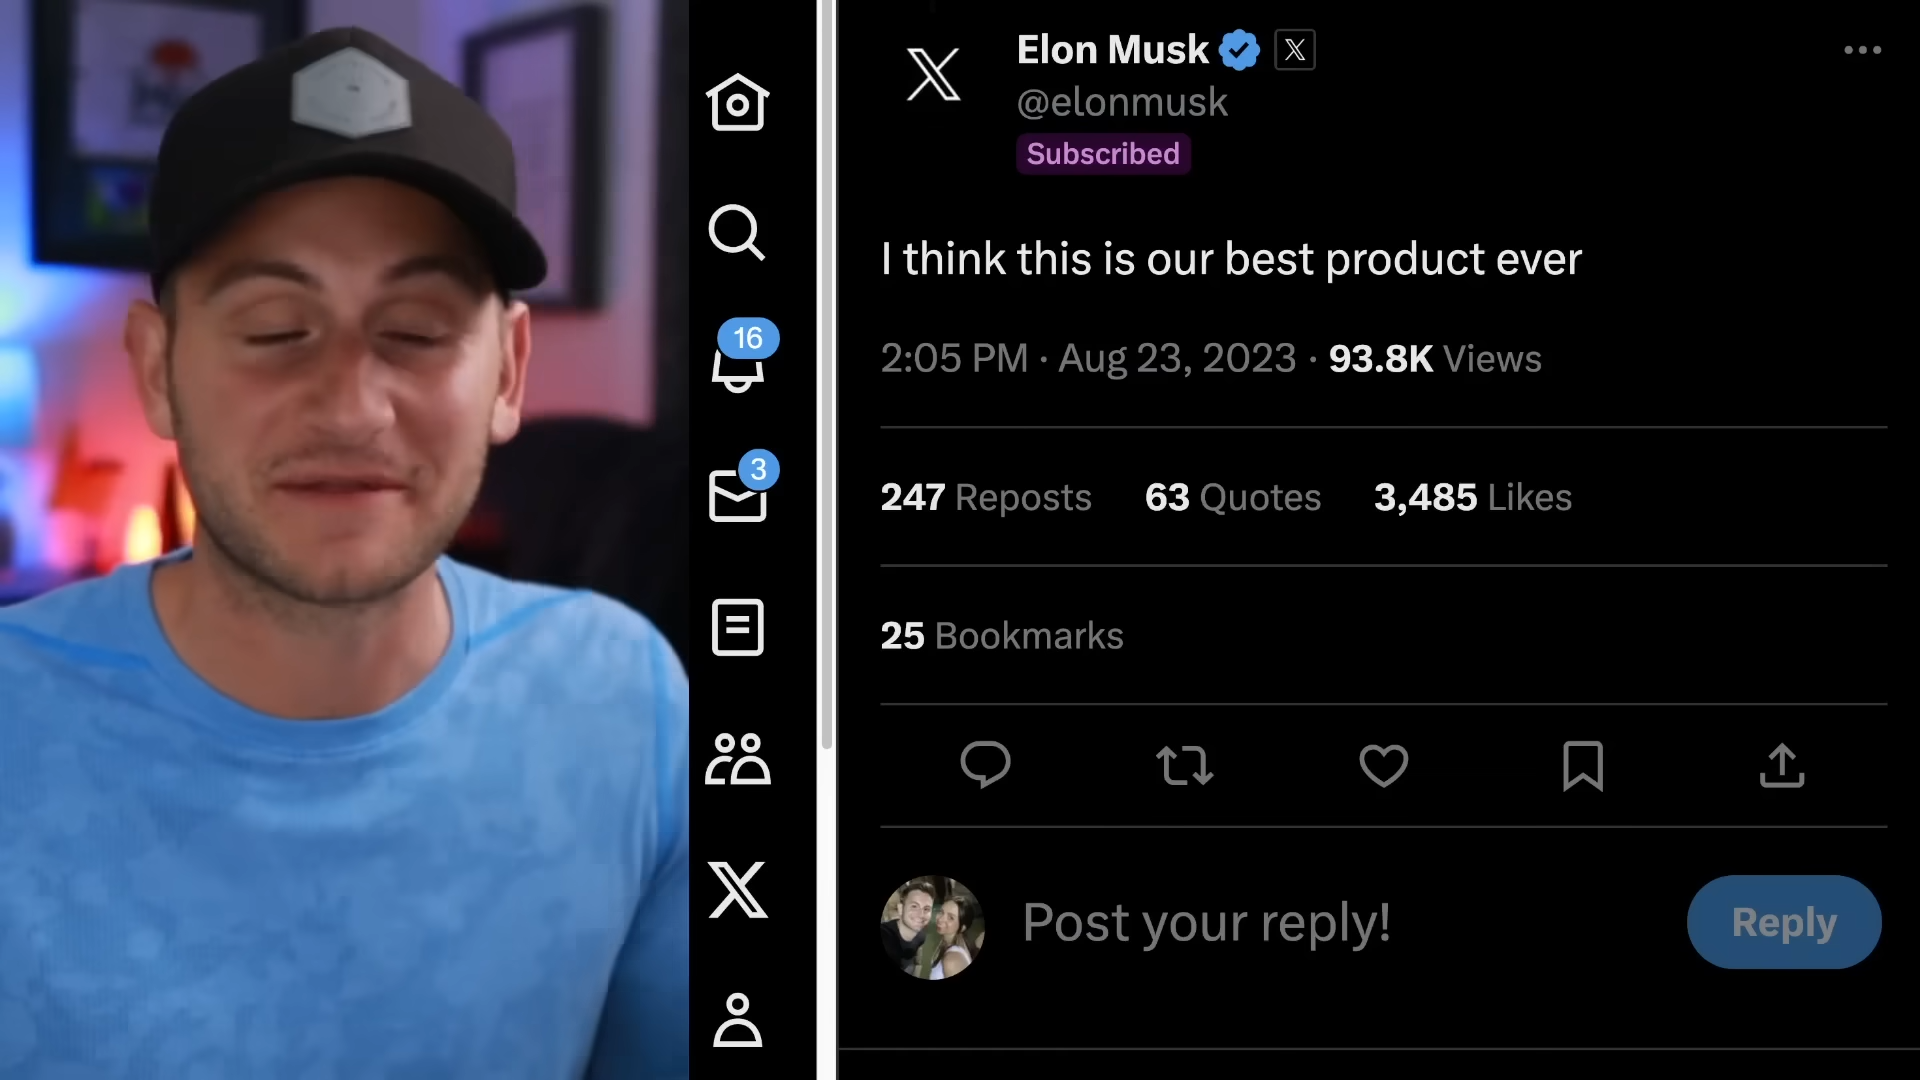 Elon Musk
@elonmusk
Subscribed
I think this is our best product ever
2:05 PM · Aug 23, 2023 · 93.8K Views
247 Reposts 63 Quotes 3,485 Likes
25 Bookmarks
Post your reply!
Reply
16
3